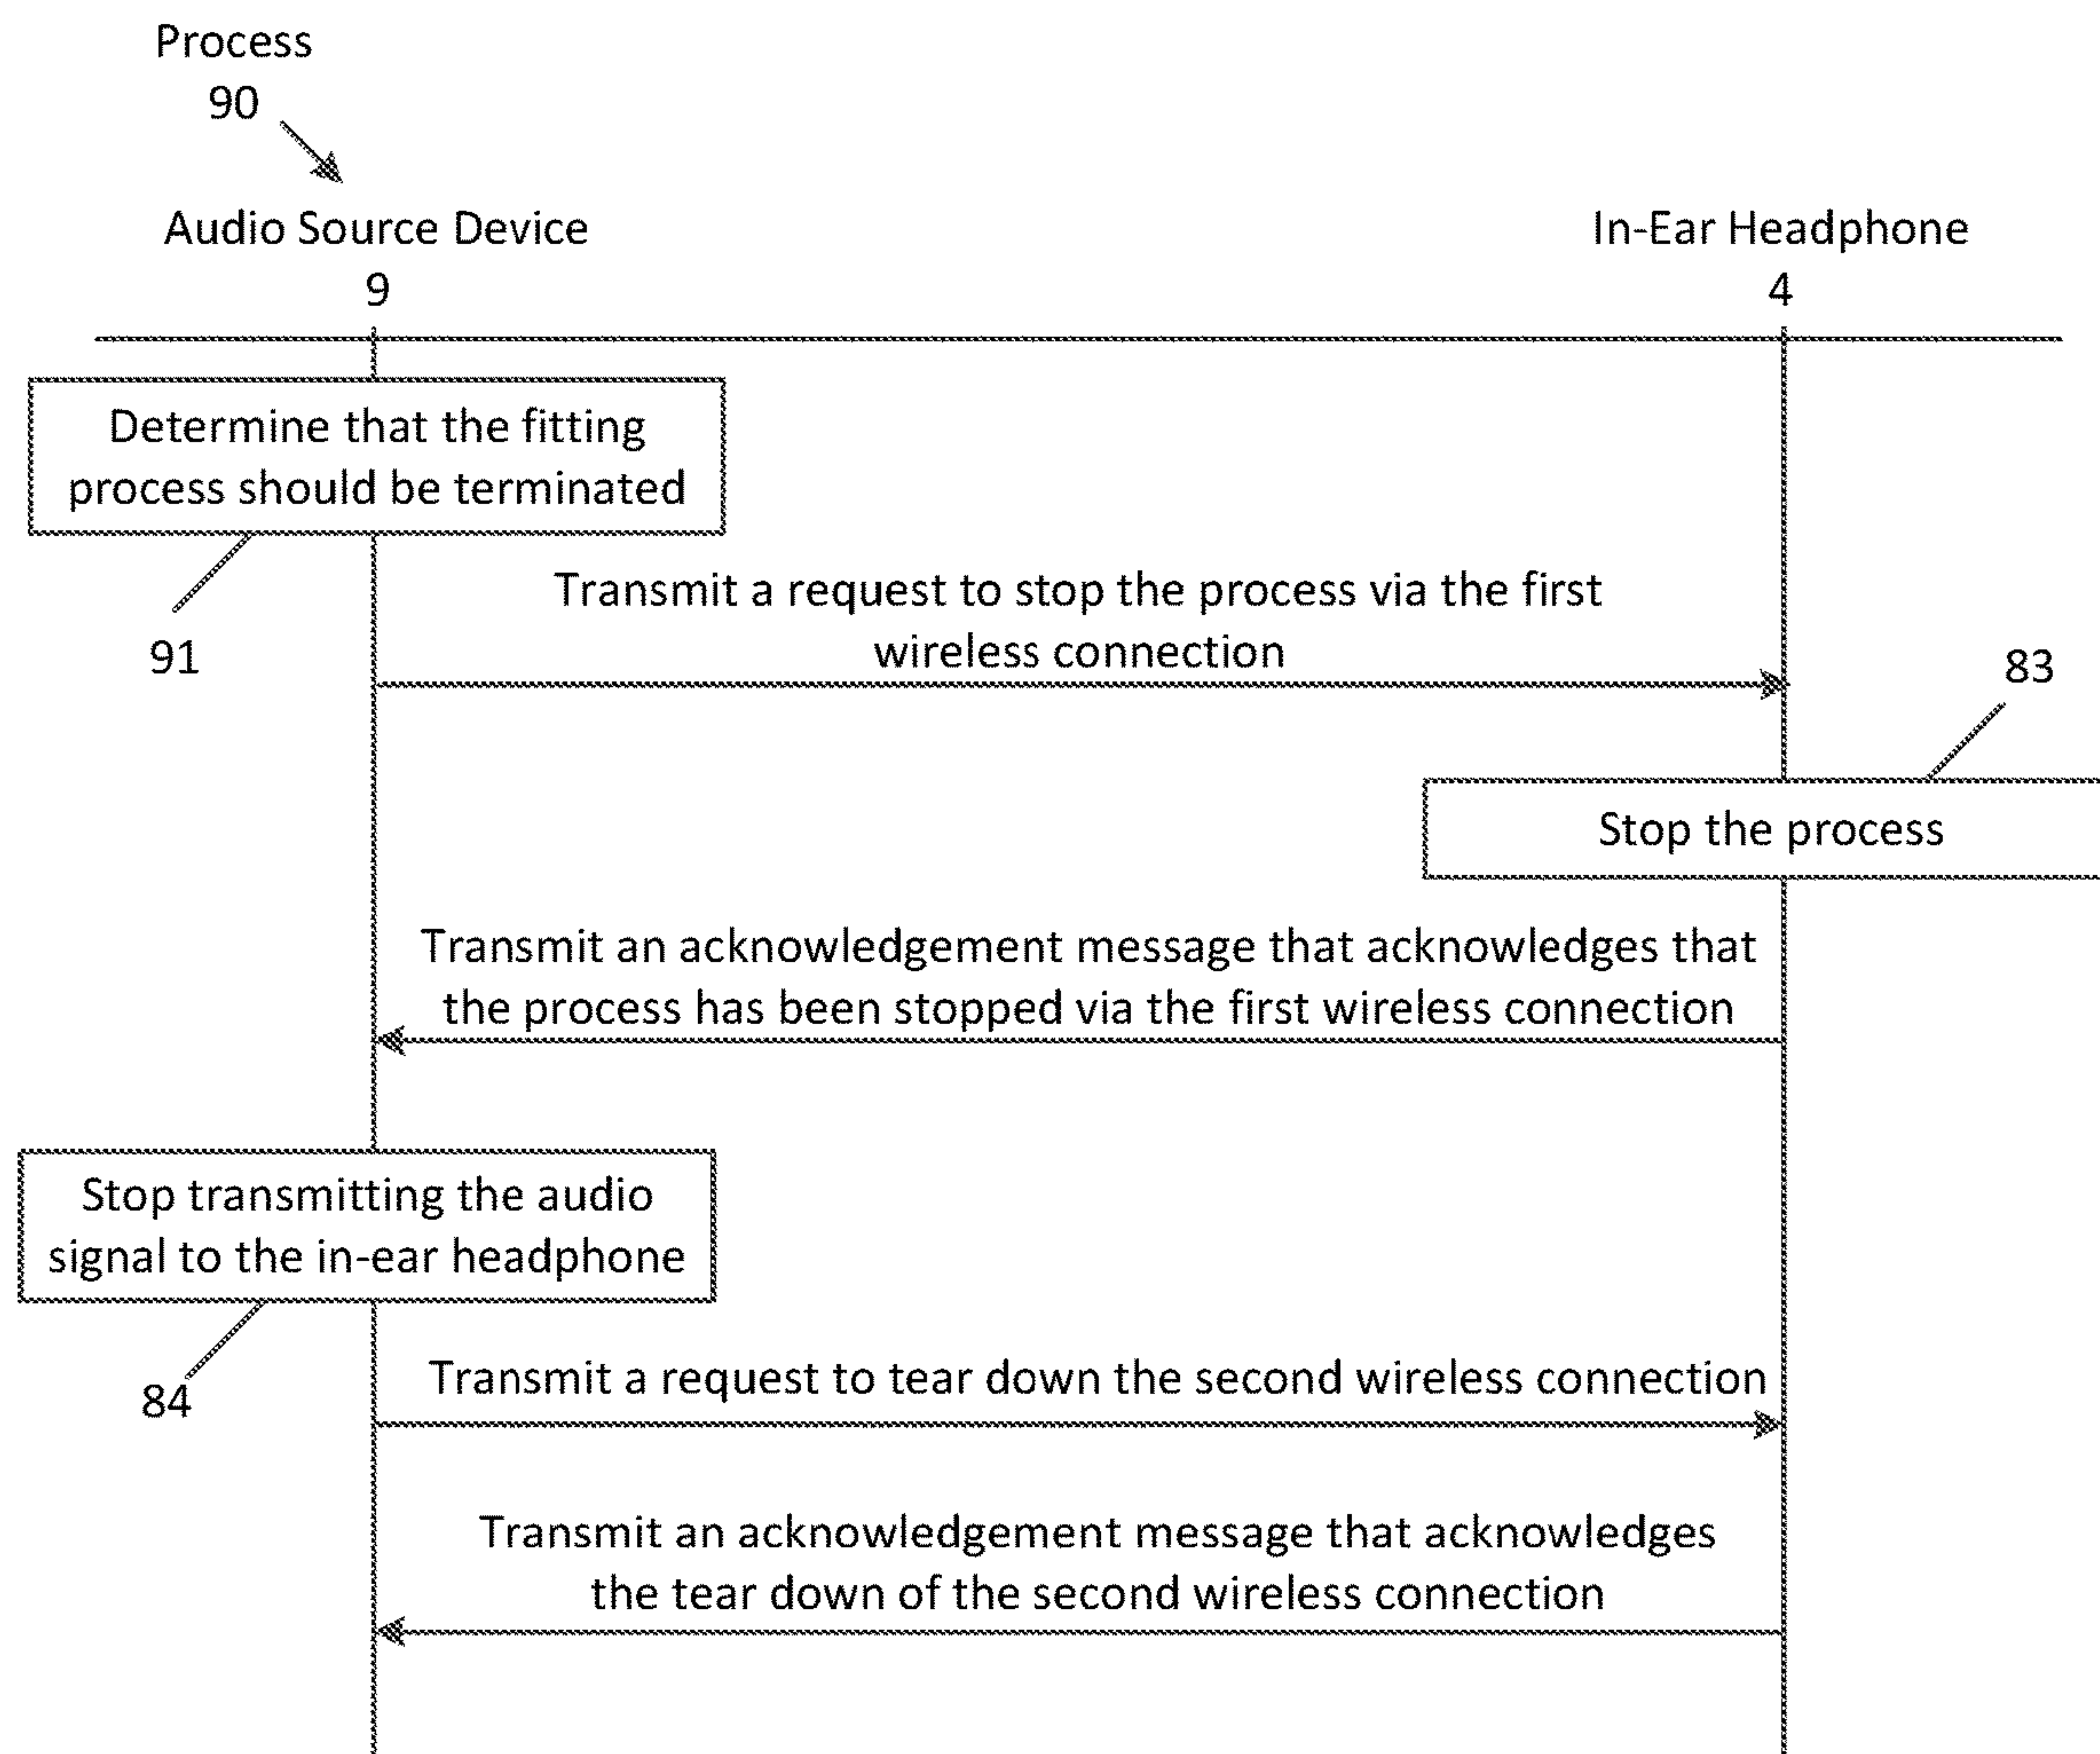 Process
90
Audio Source Device
9
In-Ear Headphone
4
Determine that the fitting
process should be terminated
91
Transmit a request to stop the process via the first
wireless connection
83
Stop the process
Transmit an acknowledgement message that acknowledges that
the process has been stopped via the first wireless connection
Stop transmitting the audio
signal to the in-ear headphone
84
Transmit a request to tear down the second wireless connection
Transmit an acknowledgement message that acknowledges
the tear down of the second wireless connection